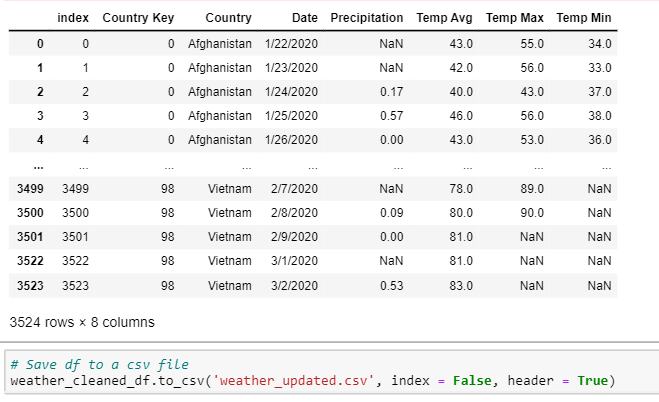 index Country Key Country Date Precipitation Temp Avg Temp Max Temp Min
0 0 0 Afghanistan 1/22/2020 NaN 43.0 55.0 34.0
1 1 0 Afghanistan 1/23/2020 NaN 42.0 56.0 33.0
2 2 0 Afghanistan 1/24/2020 0.17 40.0 43.0 37.0
3 3 0 Afghanistan 1/25/2020 0.57 46.0 56.0 38.0
4 4 0 Afghanistan 1/26/2020 0.00 43.0 53.0 36.0
... ... ... ... ... ... ... ... ...
3499 3499 98 Vietnam 2/7/2020 NaN 78.0 89.0 NaN
3500 3500 98 Vietnam 2/8/2020 0.09 80.0 90.0 NaN
3501 3501 98 Vietnam 2/9/2020 0.00 81.0 NaN NaN
3522 3522 98 Vietnam 3/1/2020 NaN 81.0 NaN NaN
3523 3523 98 Vietnam 3/2/2020 0.53 83.0 NaN NaN
3524 rows × 8 columns
# Save df to a csv file
weather_cleaned_df.to_csv('weather_updated.csv', index = False, header = True)